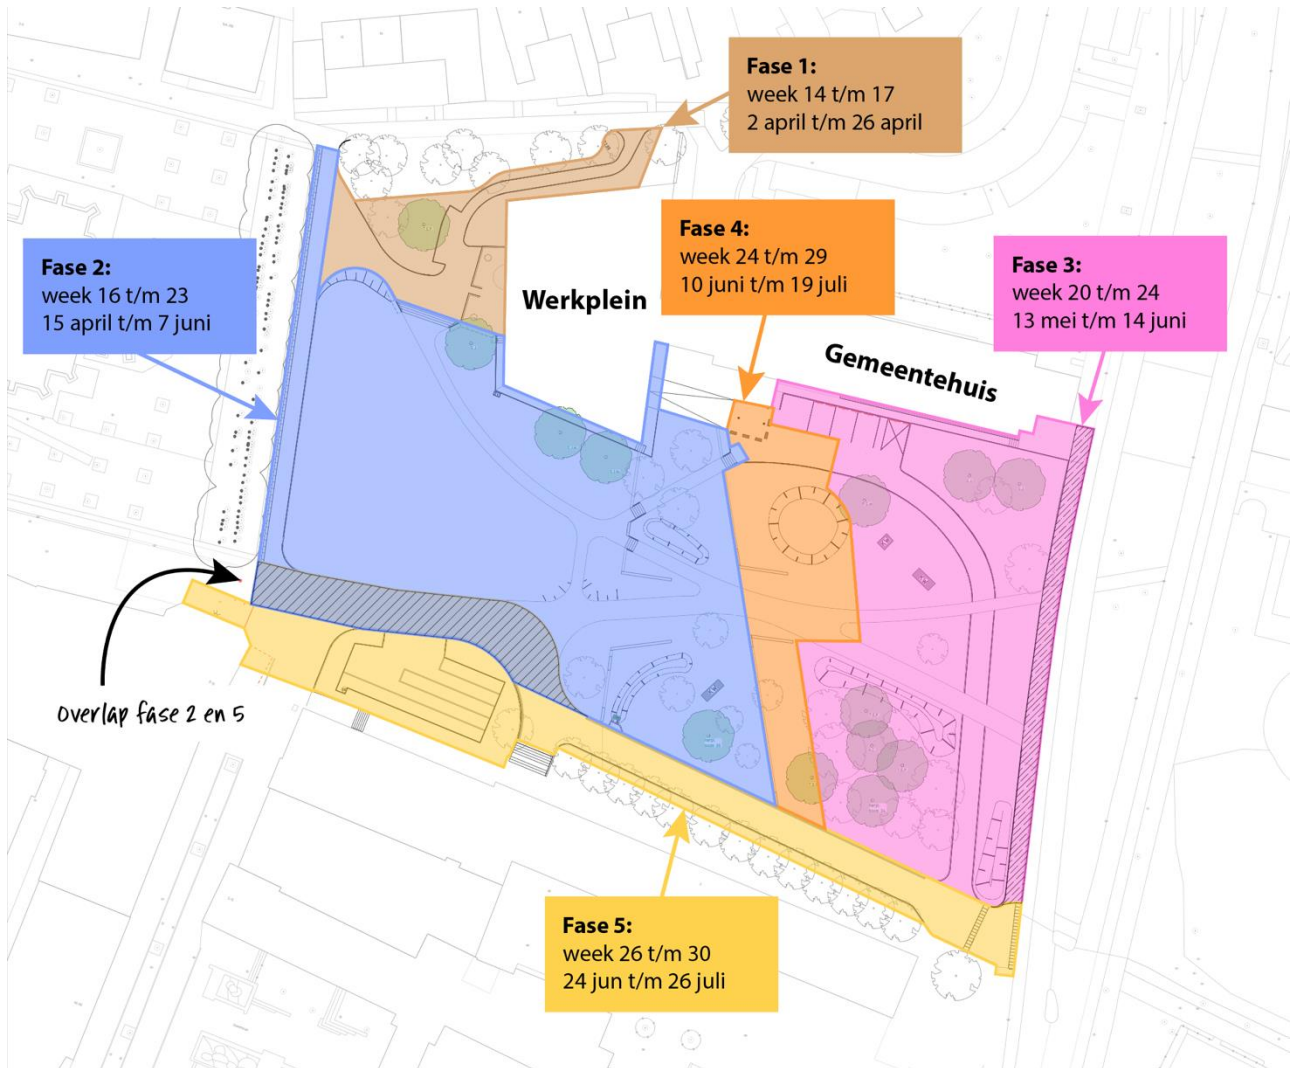 Fase 1:
week 14 t/m 17
2 april t/m 26 april
Fase 4:
week 24 t/m 29
10 juni t/m 19 juli
Fase 2:
week 16 t/m 23
15 april t/m 7 juni
Fase 3:
week 20 t/m 24
13 mei t/m 14 juni
Werkplein
Gemeentehuis
Overlap fase 2 en 5
Fase 5:
week 26 t/m 30
24 jun t/m 26 juli